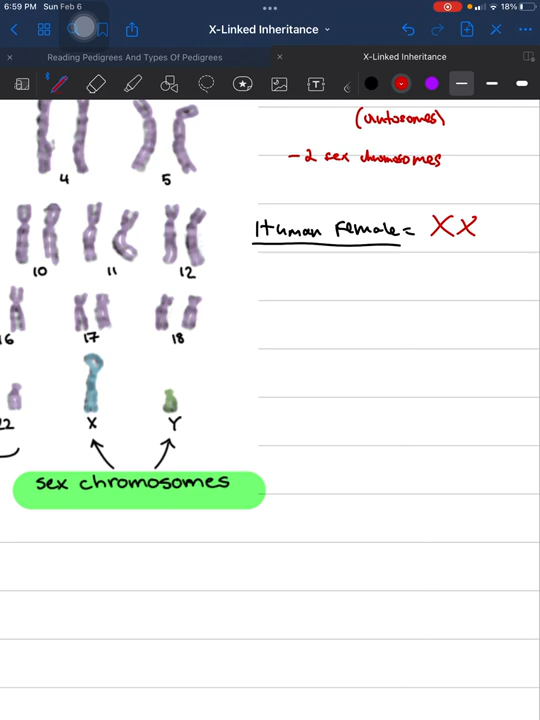 6:59 PM Sun Feb 6
18%
X-Linked Inheritance
Reading Pedigrees And Types Of Pedigrees
X-Linked Inheritance
(autosomes)
- 2 sex chromosomes
4 5
Human Female = XX
10 11 12
16 17 18
22 X Y
sex chromosomes